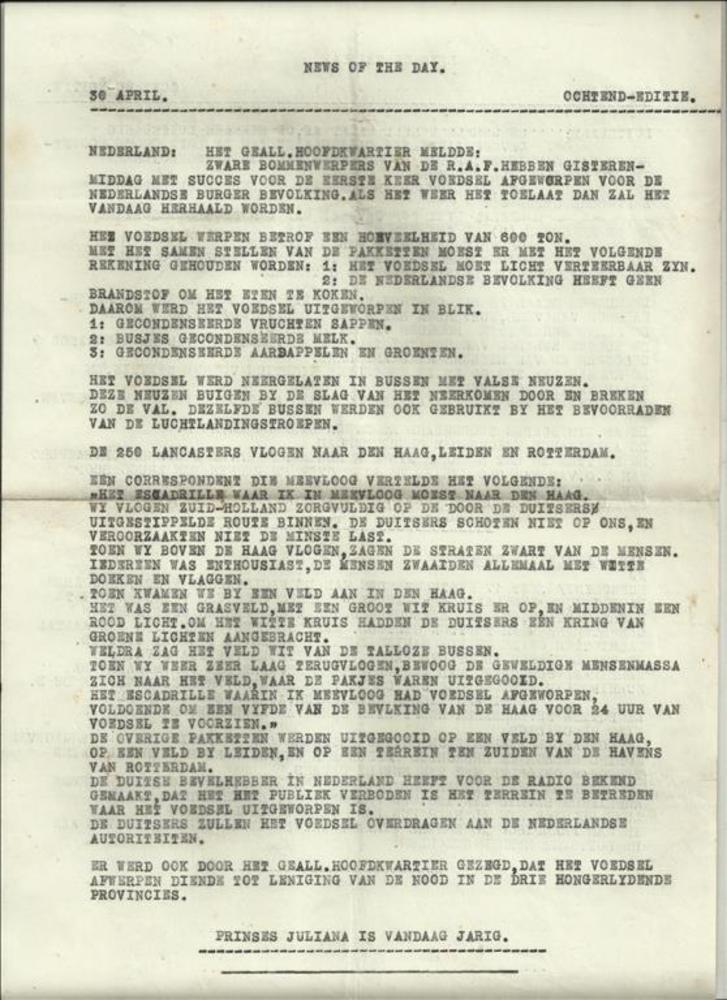 NEWS OF THE DAY.
30 APRIL. OCHTEND-EDITIE.
NEDERLAND: HET GEALL.HOOFDKWARTIER MELDDE:
ZWARE BOMMENWERPERS VAN DE R.A.F.HEBBEN GISTEREN-
MIDDAG MET SUCCES VOOR DE EERSTE KEER VOEDSEL AFGEWORPEN VOOR DE
NEDERLANDSE BURGER BEVOLKING.ALS HET WEER HET TOELAAT DAN ZAL HET
VANDAAG HERHAALD WORDEN.
HET VOEDSEL WERPEN BETROF EEN HOEVEELHEID VAN 600 TON.
MET HET SAMEN STELLEN VAN DE PAKKETTEN MOEST ER MET HET VOLGENDE
REKENING GEHOUDEN WORDEN: 1: HET VOEDSEL MOET LICHT VERTEERBAAR ZYN.
2: DE NEDERLANDSE BEVOLKING HEEFT GEEN
BRANDSTOF OM HET ETEN TE KOKEN.
DAAROM WERD HET VOEDSEL UITGEWORPEN IN BLIK.
1: GECONDENSEERDE VRUCHTEN SAPPEN.
2: BUSJES GECONDENSEERDE MELK.
3: GECONDENSEERDE AARDAPPELEN EN GROENTEN.
HET VOEDSEL WERD NEERGELATEN IN BUSSEN MET VALSE NEUZEN.
DEZE NEUZEN BUIGEN BY DE SLAG VAN HET NEERKOMEN DOOR EN BREKEN
ZO DE VAL. DEZELFDE BUSSEN WERDEN OOK GEBRUIKT BY HET BEVOORRADEN
VAN DE LUCHTLANDINGSTROEPEN.
DE 250 LANCASTERS VLOGEN NAAR DEN HAAG,LEIDEN EN ROTTERDAM.
EEN CORRESPONDENT DIE MEEVLOOG VERTELDE HET VOLGENDE:
"HET ESCADRILLE WAAR IK IN MEEVLOOG MOEST NAAR DEN HAAG.
WY VLOGEN ZUID-HOLLAND ZORGVULDIG OP DE DOOR DE DUITSERS
UITGESTIPPELDE ROUTE BINNEN. DE DUITSERS SCHOTEN NIET OP ONS,EN
VEROORZAAKTEN NIET DE MINSTE LAST.
TOEN WY BOVEN DE HAAG VLOGEN,ZAGEN DE STRATEN ZWART VAN DE MENSEN.
IEDEREEN WAS ENTHOUSIAST,DE MENSEN ZWAAIDEN ALLEMAAL MET WITTE
DOEKEN EN VLAGGEN.
TOEN KWAMEN WE BY EEN VELD AAN IN DEN HAAG.
HET WAS EEN GRASVELD,MET EEN GROOT WIT KRUIS ER OP,EN MIDDENIN EEN
ROOD LICHT.OM HET WITTE KRUIS HADDEN DE DUITSERS EEN KRING VAN
GROENE LICHTEN AANGEBRACHT.
WELDRA ZAG HET VELD WIT VAN DE TALLOZE BUSSEN.
TOEN WY WEER ZEER LAAG TERUGVLOGEN,BEWOOG DE GEWELDIGE MENSENMASSA
ZICH NAAR HET VELD,WAAR DE PAKJES WAREN UITGEGOOID.
HET ESCADRILLE WAARIN IK MEEVLOOG HAD VOEDSEL AFGEWORPEN,
VOLDOENDE OM EEN VYFDE VAN DE BEVLKING VAN DE HAAG VOOR 24 UUR VAN
VOEDSEL TE VOORZIEN."
DE OVERIGE PAKKETTEN WERDEN UITGEGOOID OP EEN VELD BY DEN HAAG,
OP EEN VELD BY LEIDEN,EN OP EEN TERREIN TEN ZUIDEN VAN DE HAVENS
VAN ROTTERDAM.
DE DUITSE BEVELHEBBER IN NEDERLAND HEEFT VOOR DE RADIO BEKEND
GEMAAKT,DAT HET HET PUBLIEK VERBODEN IS HET TERREIN TE BETREDEN
WAAR HET VOEDSEL UITGEWORPEN IS.
DE DUITSERS ZULLEN HET VOEDSEL OVERDRAGEN AAN DE NEDERLANDSE
AUTORITEITEN.
ER WERD OOK DOOR HET GEALL.HOOFDKWARTIER GEZEGD,DAT HET VOEDSEL
AFWERPEN DIENDE TOT LENIGING VAN DE NOOD IN DE DRIE HONGERLYDENDE
PROVINCIES.
PRINSES JULIANA IS VANDAAG JARIG.